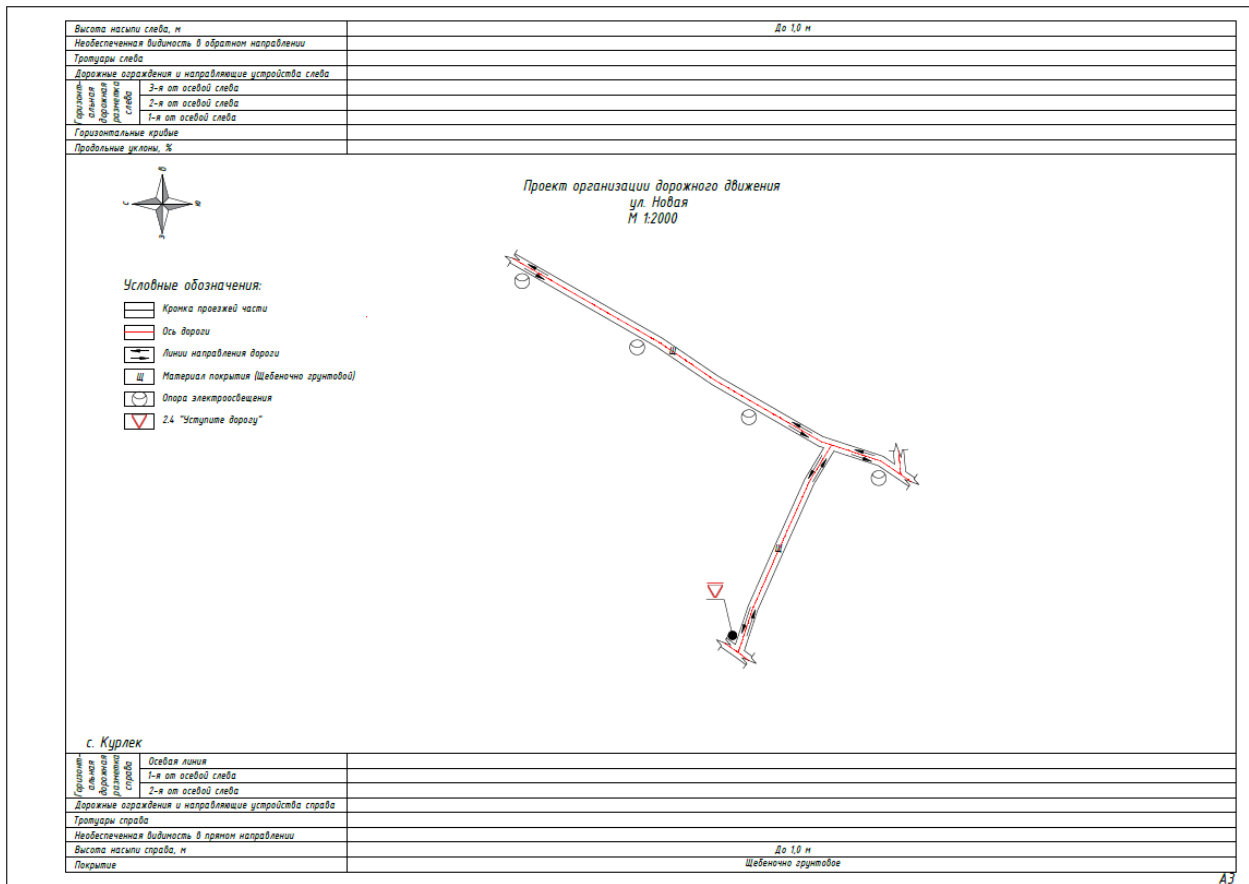 Высота насыпи слева, м
До 1,0 м
Необеспеченная видимость в обратном направлении
Тротуары слева
Дорожные ограждения и направляющие устройства слева
Горизонт-
альная
дорожная
разметка
слева
3-я от осевой слева
2-я от осевой слева
1-я от осевой слева
Горизонтальные кривые
Продольные уклоны, %
Проект организации дорожного движения
ул. Новая
М 1:2000
В
С
Ю
З
Условные обозначения:
Кромка проезжей части
Ось дороги
Линии направления дороги
Щ
Материал покрытия (Щебеночно грунтовой)
Опора электроосвещения
2.4 "Уступите дорогу"
Щ
Щ
с. Курлек
Горизонт-
альная
дорожная
разметка
справа
Осевая линия
1-я от осевой слева
2-я от осевой слева
Дорожные ограждения и направляющие устройства справа
Тротуары справа
Необеспеченная видимость в прямом направлении
Высота насыпи справа, м
До 1,0 м
Покрытие
Щебеночно грунтовое
А3